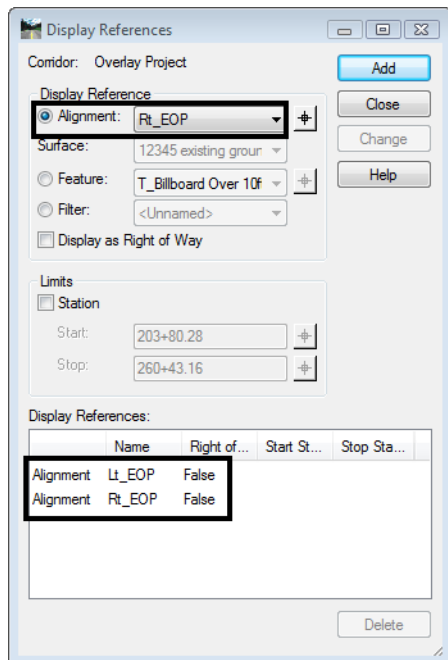 Display References
Corridor: Overlay Project
Add
Display Reference
Alignment: Rt_EOP
Close
Surface: 12345 existing groun
Change
Feature: T_Billboard Over 10f
Help
Filter: <Unnamed>
Display as Right of Way
Limits
Station
Start: 203+80.28
Stop: 260+43.16
Display References:
Name Right of... Start St... Stop Sta...
Alignment Lt_EOP False
Alignment Rt_EOP False
Delete